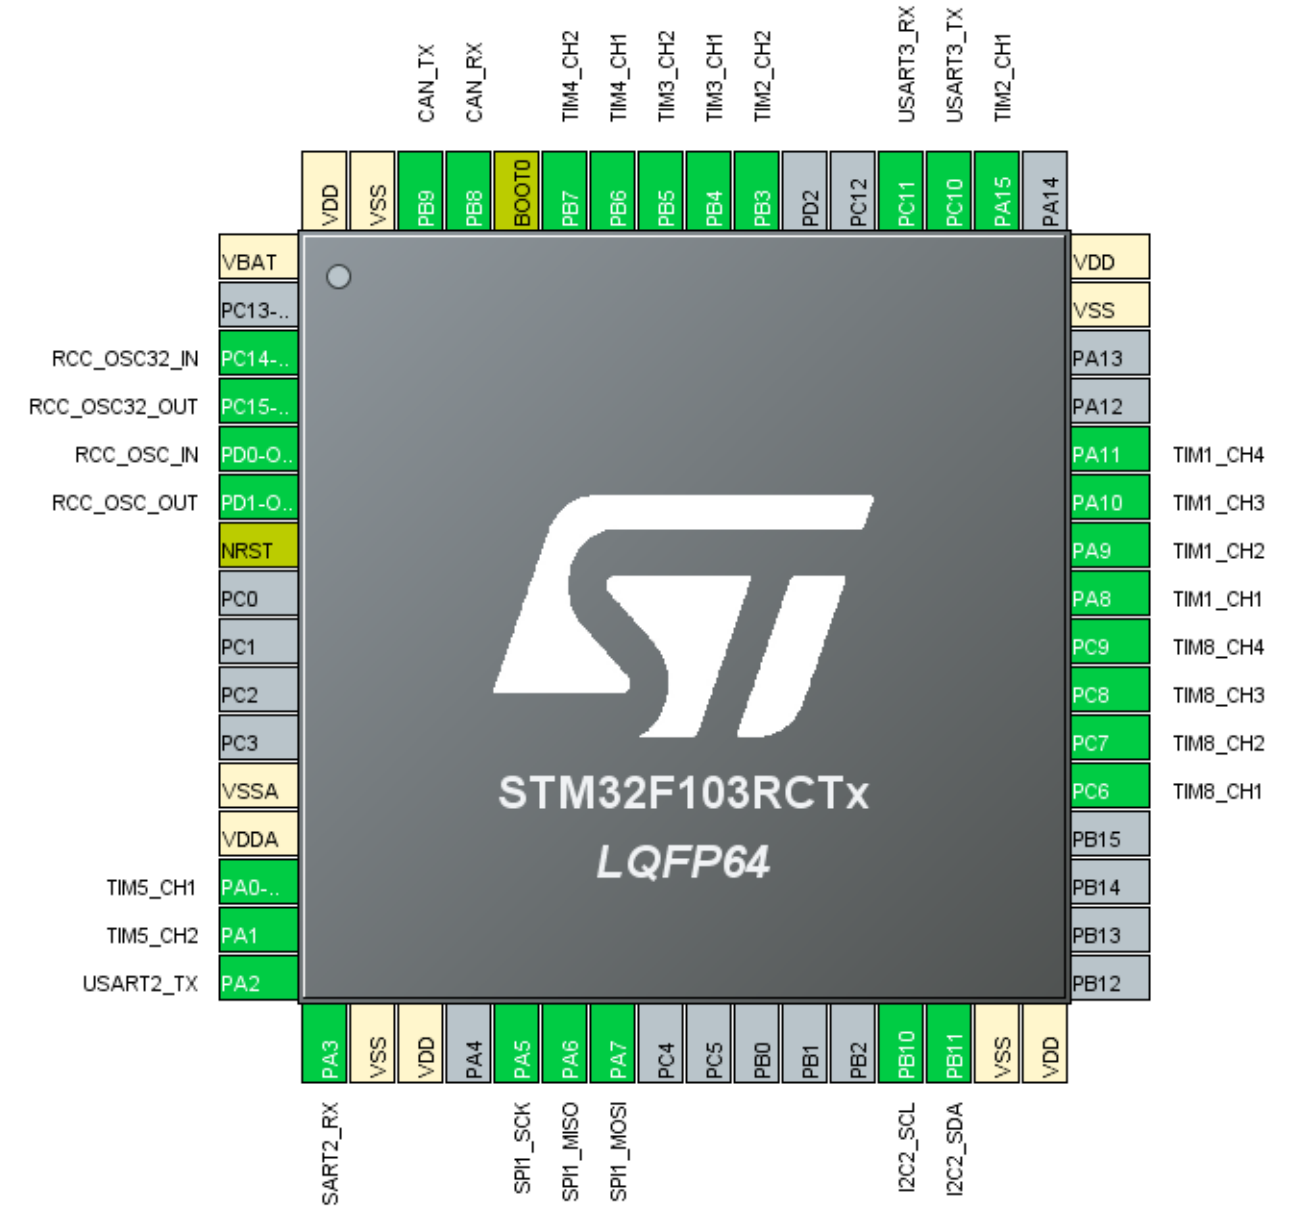 CAN_TX
CAN_RX
TIM4_CH2
TIM4_CH1
TIM3_CH2
TIM3_CH1
TIM2_CH2
USART3_RX
USART3_TX
TIM2_CH1
VDD
VSS
PB9
PB8
BOOT0
PB7
PB6
PB5
PB4
PB3
PD2
PC12
PC11
PC10
PA15
PA14
VBAT
PC13-..
RCC_OSC32_IN PC14-..
RCC_OSC32_OUT PC15-..
RCC_OSC_IN PD0-O..
RCC_OSC_OUT PD1-O..
NRST
PC0
PC1
PC2
PC3
VSSA
VDDA
TIM5_CH1 PA0-..
TIM5_CH2 PA1
USART2_TX PA2
ST
STM32F103RCTx
LQFP64
VDD
VSS
PA13
PA12
PA11 TIM1_CH4
PA10 TIM1_CH3
PA9 TIM1_CH2
PA8 TIM1_CH1
PC9 TIM8_CH4
PC8 TIM8_CH3
PC7 TIM8_CH2
PC6 TIM8_CH1
PB15
PB14
PB13
PB12
PA3
VSS
VDD
PA4
PA5
PA6
PA7
PC4
PC5
PB0
PB1
PB2
PB10
PB11
VSS
VDD
SART2_RX
SPI1_SCK
SPI1_MISO
SPI1_MOSI
I2C2_SCL
I2C2_SDA